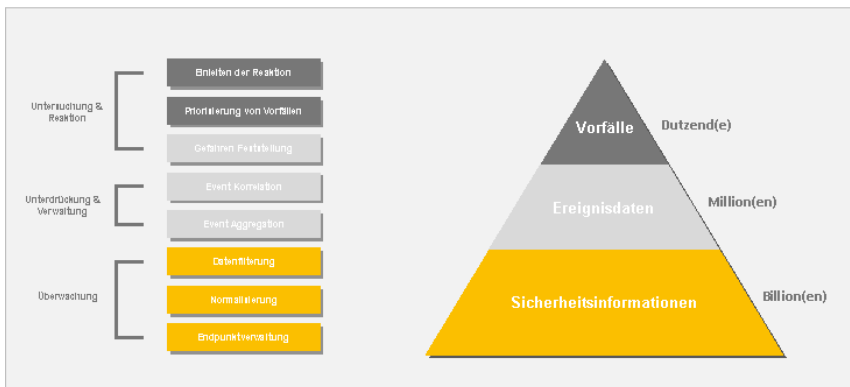 Untersuchung &
Reaktion
Unterdrückung &
Verwaltung
Überwachung
Einleiten der Reaktion
Priorisierung von Vorfällen
Gefahren Feststellung
Event Korrelation
Event Aggregation
Datenfilterung
Normalisierung
Endpunktverwaltung
Vorfälle
Dutzend(e)
Ereignisdaten
Million(en)
Sicherheitsinformationen
Billion(en)